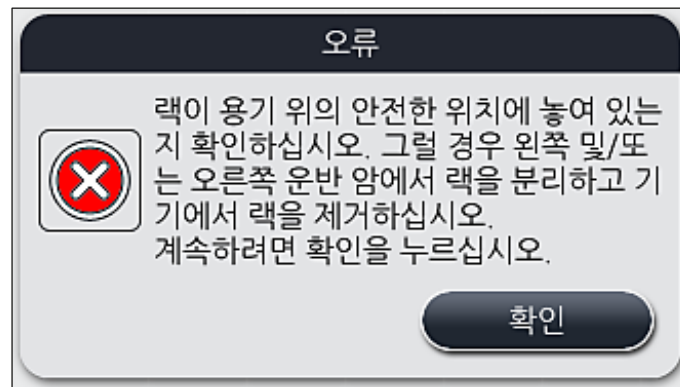 오류
랙이 용기 위의 안전한 위치에 놓여 있는
지 확인하십시오. 그럴 경우 왼쪽 및/또
는 오른쪽 운반 암에서 랙을 분리하고 기
기에서 랙을 제거하십시오.
계속하려면 확인을 누르십시오.
확인